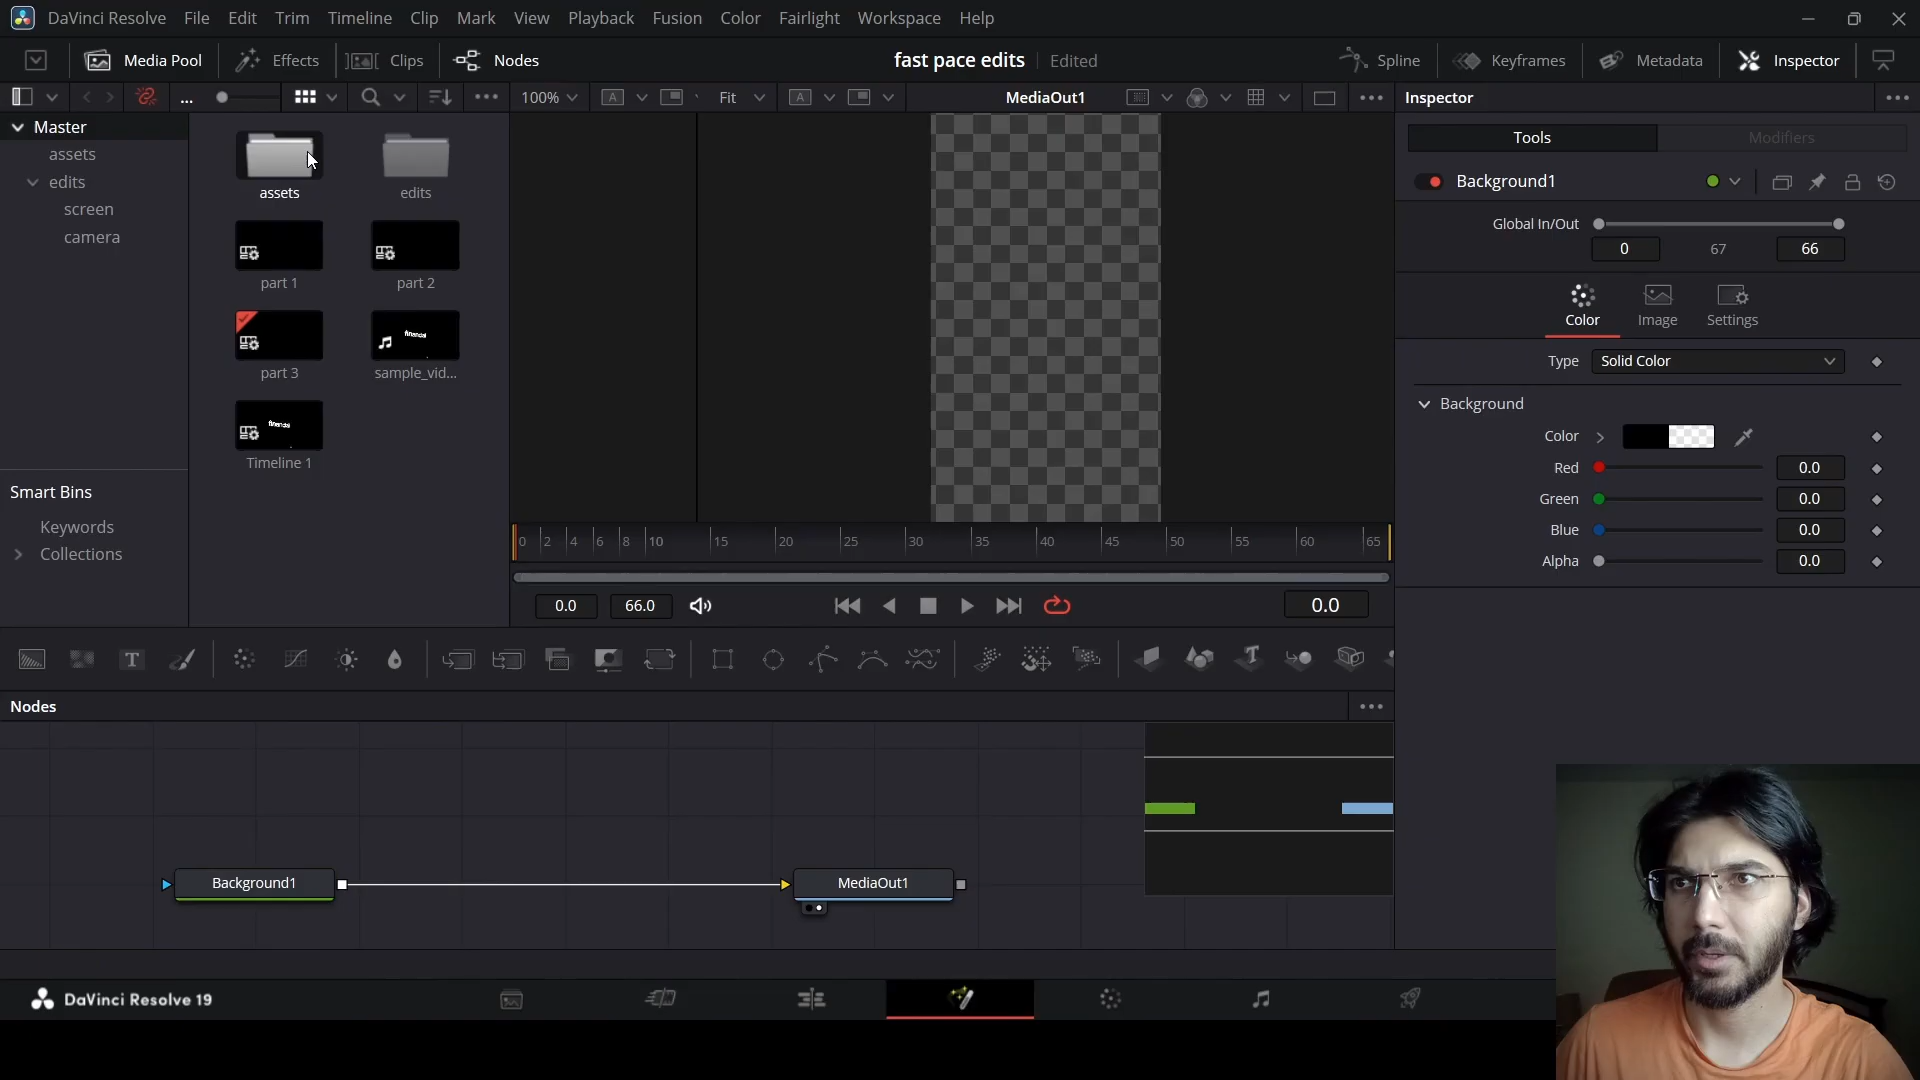 DaVinci Resolve File Edit Trim Timeline Clip Mark View Playback Fusion Color Fairlight Workspace Help
Media Pool Effects Clips Nodes fast pace edits Edited Spline Keyframes Metadata Inspector
... 100% A Fit A MediaOut1 ... Inspector ...
Master
assets
edits
screen
camera
assets
edits
part 1
part 2
part 3
financial
sample_vid...
financial
Timeline 1
Smart Bins
Keywords
Collections
0 2 4 6 8 10 15 20 25 30 35 40 45 50 55 60 65
0.0 66.0 0.0
Tools Modifiers
Background1
Global In/Out
0 67 66
Color Image Settings
Type Solid Color
Background
Color
Red 0.0
Green 0.0
Blue 0.0
Alpha 0.0
T T
Nodes
Background1 MediaOut1
DaVinci Resolve 19